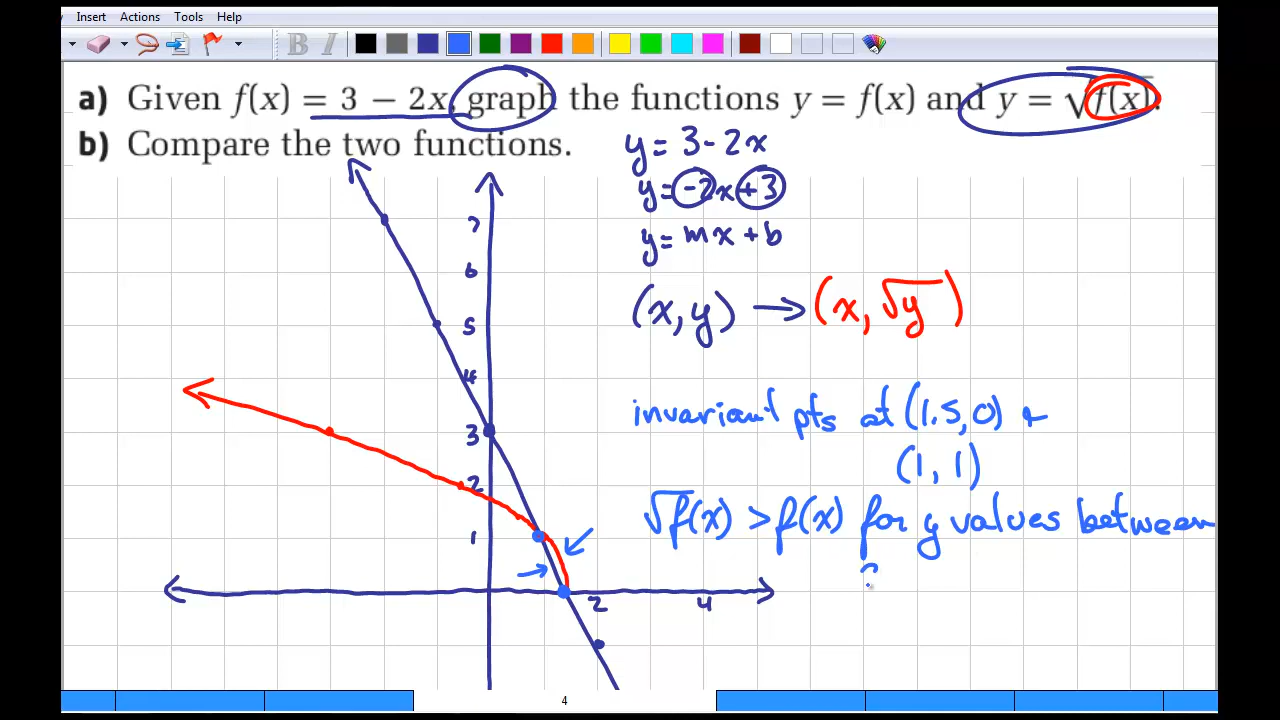 Insert Actions Tools Help
B I
a) Given f(x) = 3 − 2x, graph the functions y = f(x) and y = √f(x).
b) Compare the two functions.
y = 3-2x
y = -2x+3
y = mx+b
(x,y) → (x, √y)
invariant pts at (1.5,0) +
(1, 1)
√f(x) > f(x) for y values between
7
6
5
4
3
2
1
2 4
4